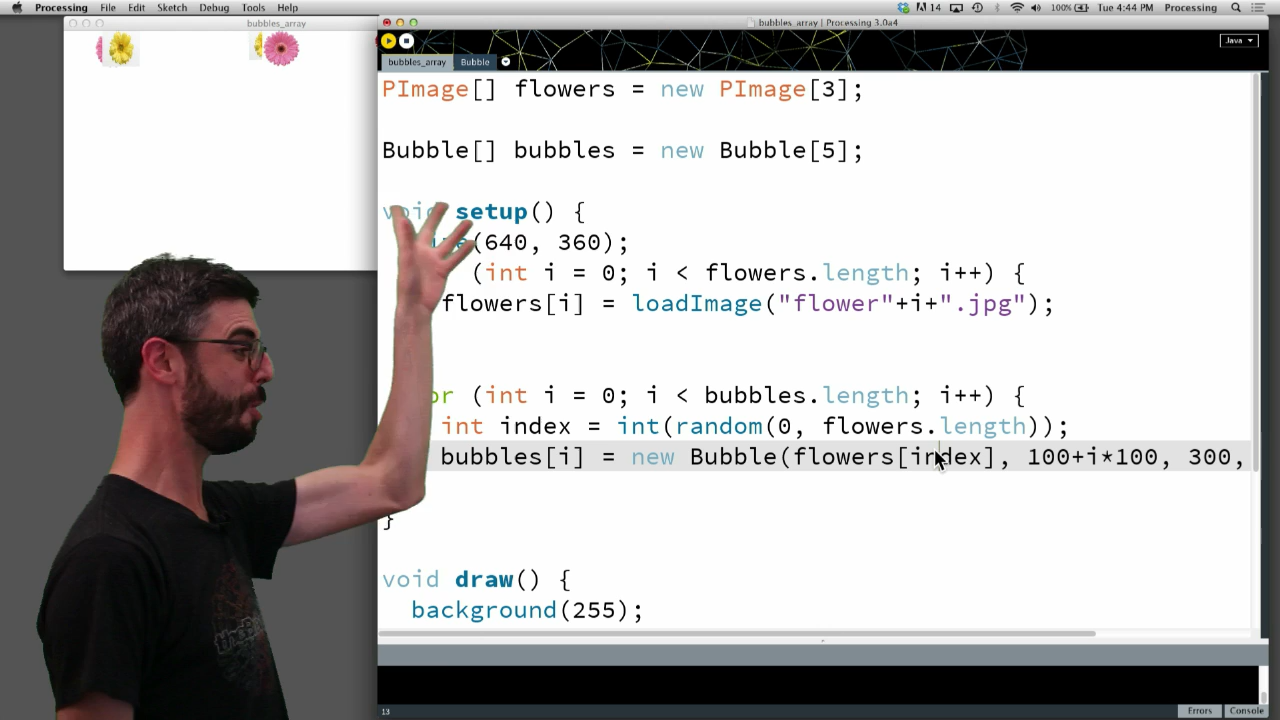 Processing File Edit Sketch Debug Tools Help
14 100% Tue 4:44 PM Processing
bubbles_array
bubbles_array | Processing 3.0a4
Java
bubbles_array Bubble
PImage[] flowers = new PImage[3];
Bubble[] bubbles = new Bubble[5];
void setup() {
(640, 360);
(int i = 0; i < flowers.length; i++) {
flowers[i] = loadImage("flower"+i+".jpg");
or (int i = 0; i < bubbles.length; i++) {
int index = int(random(0, flowers.length));
bubbles[i] = new Bubble(flowers[index], 100+i*100, 300,
}
void draw() {
background(255);
13
Errors Console